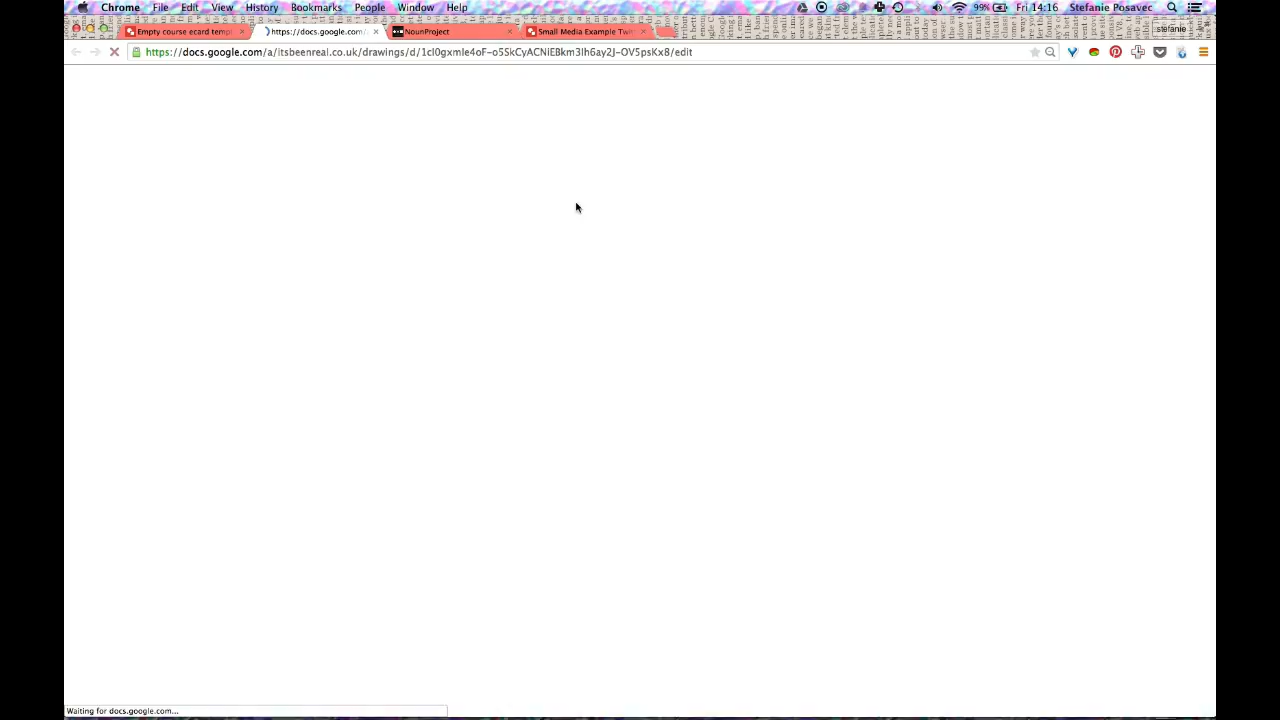 Chrome File Edit View History Bookmarks People Window Help 99% Fri 14:16 Stefanie Posavec
Empty course ecard temp https://docs.google.com/ NounProject Small Media Example Twi stefanie
https://docs.google.com/a/itsbeenreal.co.uk/drawings/d/1cl0gxmle4oF-oSSkCyACNiEBkm3Ih6ay2J-OV5psKx8/edit
Waiting for docs.google.com...